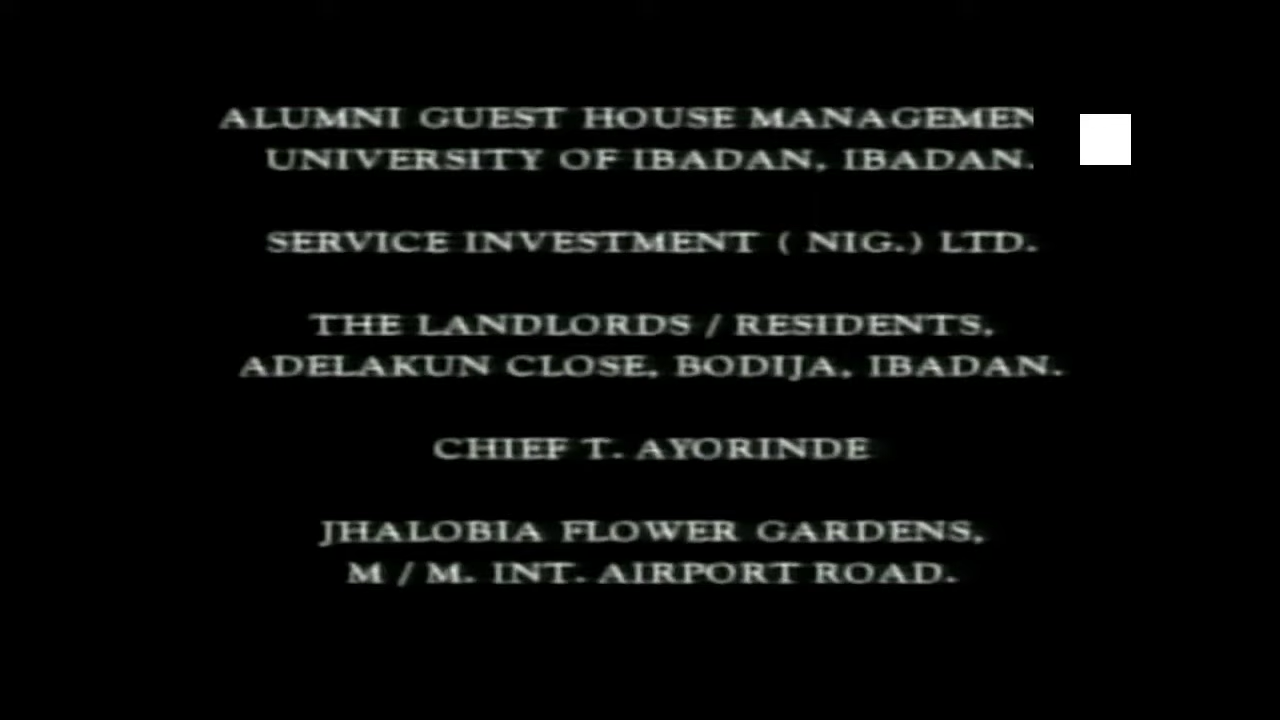 ALUMNI GUEST HOUSE MANAGEMEN
UNIVERSITY OF IBADAN, IBADAN.
SERVICE INVESTMENT ( NIG.) LTD.
THE LANDLORDS / RESIDENTS,
ADELAKUN CLOSE, BODIJA, IBADAN.
CHIEF T. AYORINDE
JHALOBIA FLOWER GARDENS,
M / M. INT. AIRPORT ROAD.